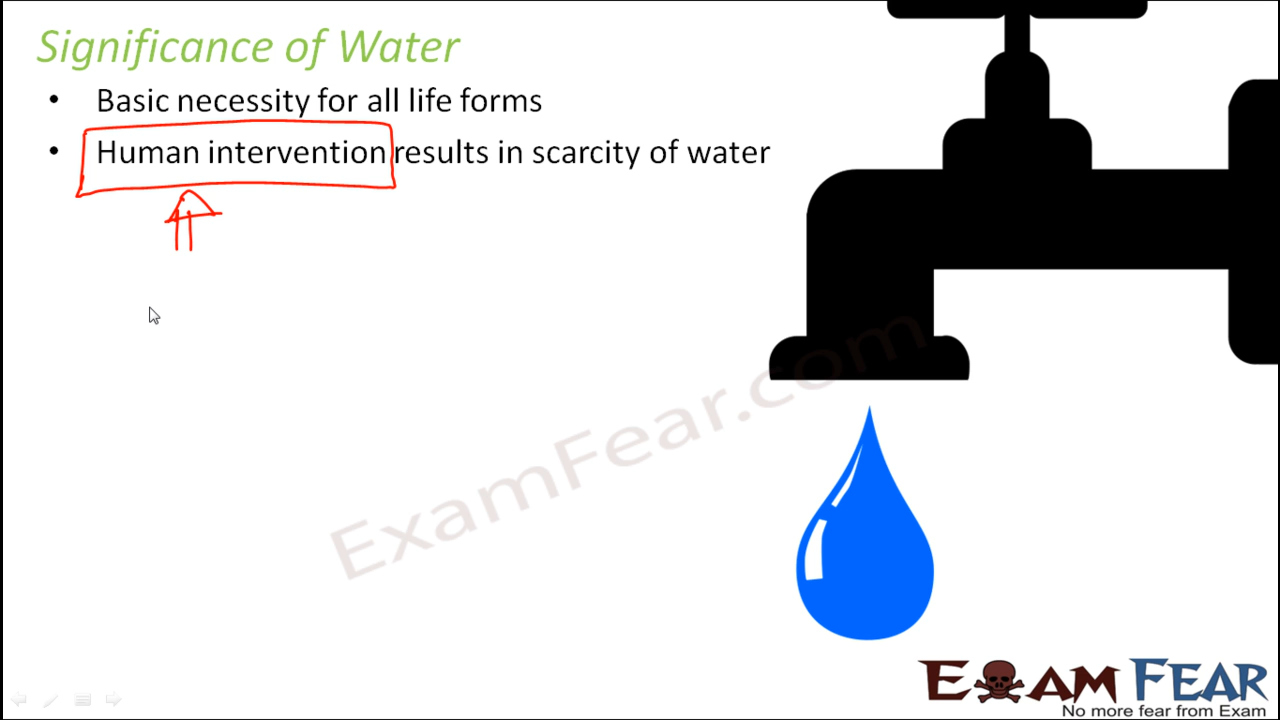 Significance of Water
• Basic necessity for all life forms
• Human intervention results in scarcity of water
ExamFear.com
EXAM FEAR
No more fear from Exam